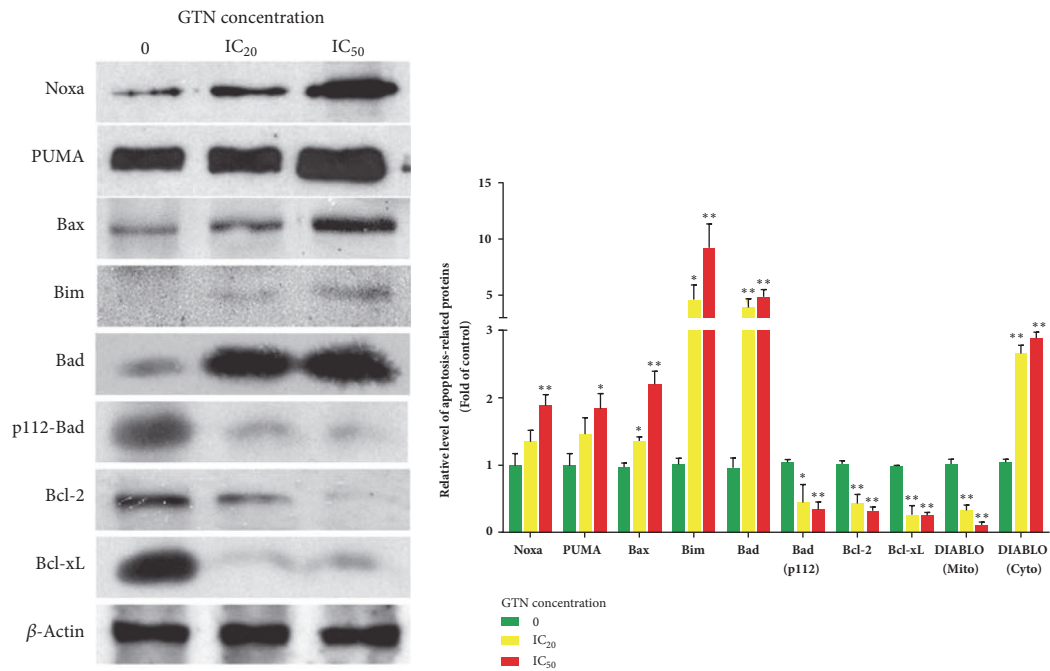 GTN concentration
0 IC20 IC50
Noxa
PUMA
Bax
Bim
Bad
p112-Bad
Bcl-2
Bcl-xL
β-Actin
Relative level of apoptosis-related proteins
(Fold of control)
15
10
5
3
2
1
0
** * * ** * ** ** ** * ** ** ** ** ** ** ** ** **
Noxa PUMA Bax Bim Bad Bad Bcl-2 Bcl-xL DIABLO DIABLO
(p112) (Mito) (Cyto)
GTN concentration
0
IC20
IC50